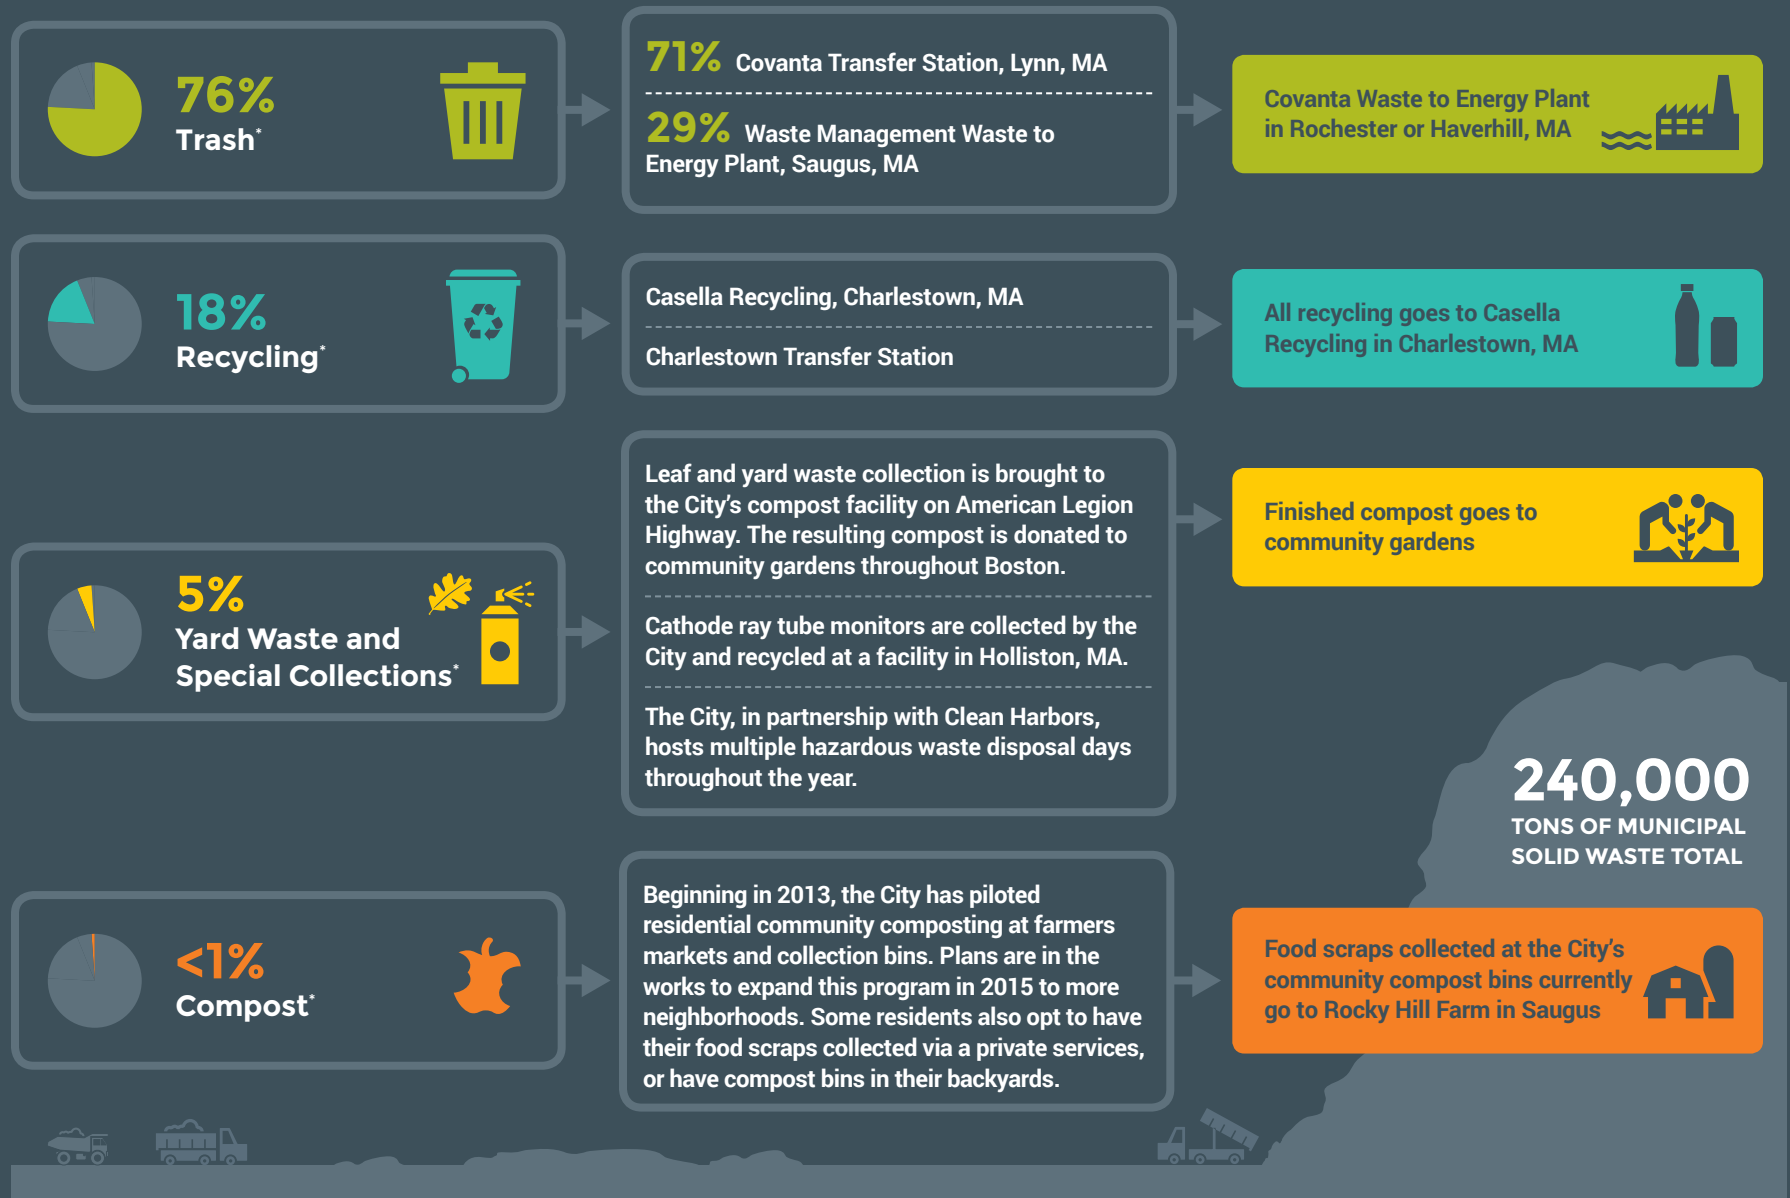 76%
Trash*
71% Covanta Transfer Station, Lynn, MA
29% Waste Management Waste to
Energy Plant, Saugus, MA
Covanta Waste to Energy Plant
in Rochester or Haverhill, MA
18%
Recycling*
Casella Recycling, Charlestown, MA
Charlestown Transfer Station
All recycling goes to Casella
Recycling in Charlestown, MA
5%
Yard Waste and
Special Collections*
Leaf and yard waste collection is brought to
the City’s compost facility on American Legion
Highway. The resulting compost is donated to
community gardens throughout Boston.
Cathode ray tube monitors are collected by the
City and recycled at a facility in Holliston, MA.
The City, in partnership with Clean Harbors,
hosts multiple hazardous waste disposal days
throughout the year.
Finished compost goes to
community gardens
240,000
TONS OF MUNICIPAL
SOLID WASTE TOTAL
<1%
Compost*
Beginning in 2013, the City has piloted
residential community composting at farmers
markets and collection bins. Plans are in the
works to expand this program in 2015 to more
neighborhoods. Some residents also opt to have
their food scraps collected via a private services,
or have compost bins in their backyards.
Food scraps collected at the City’s
community compost bins currently
go to Rocky Hill Farm in Saugus